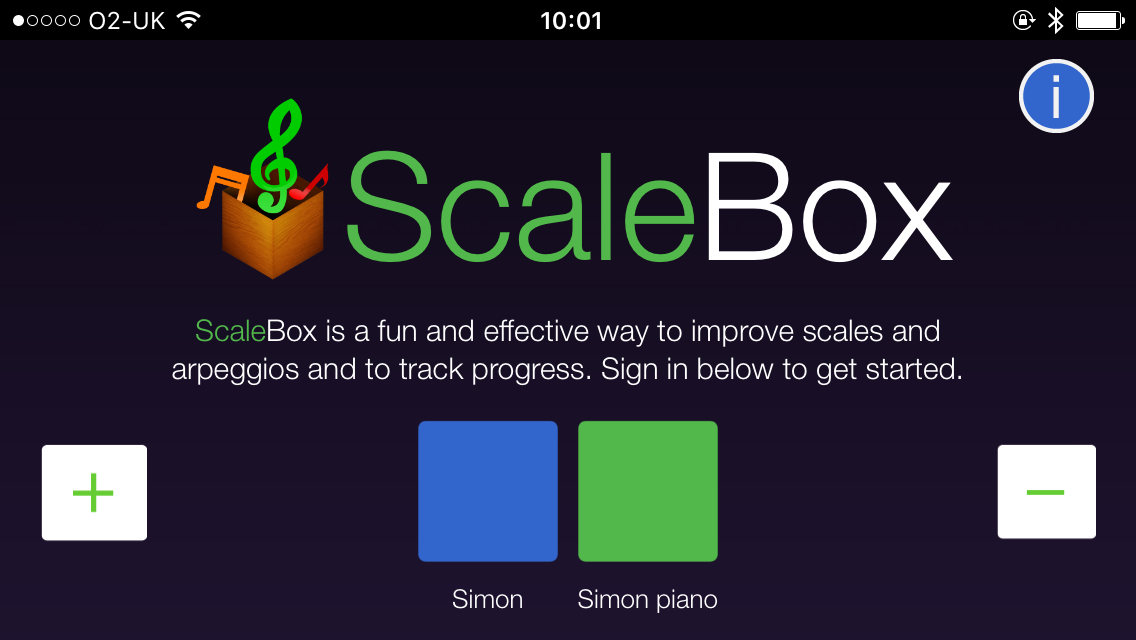 O2-UK 10:01
i
ScaleBox
ScaleBox is a fun and effective way to improve scales and
arpeggios and to track progress. Sign in below to get started.
+ −
Simon Simon piano